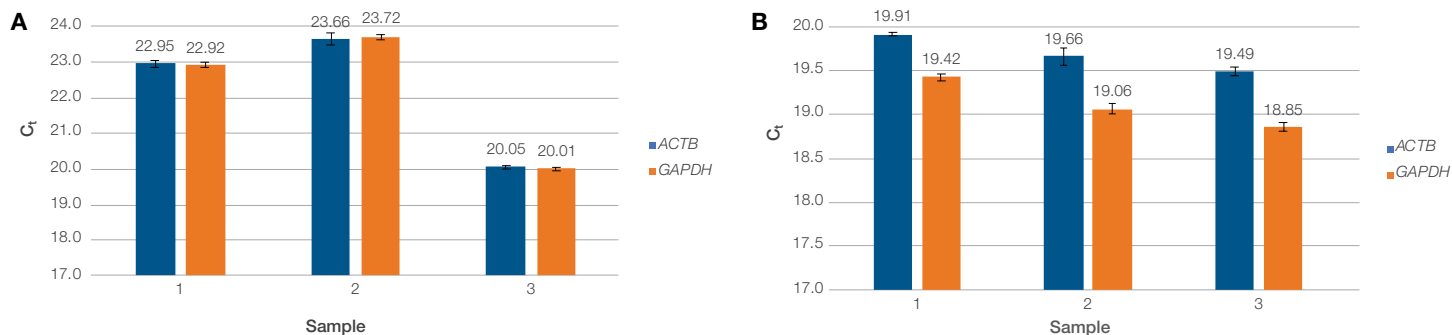 A
24.0
23.0
22.0
21.0
20.0
19.0
18.0
17.0
Ct
22.95 22.92
23.66 23.72
20.05 20.01
1 2 3
Sample
ACTB
GAPDH
B
20.0
19.5
19.0
18.5
18.0
17.5
17.0
Ct
19.91
19.42
19.66
19.06
19.49
18.85
1 2 3
Sample
ACTB
GAPDH